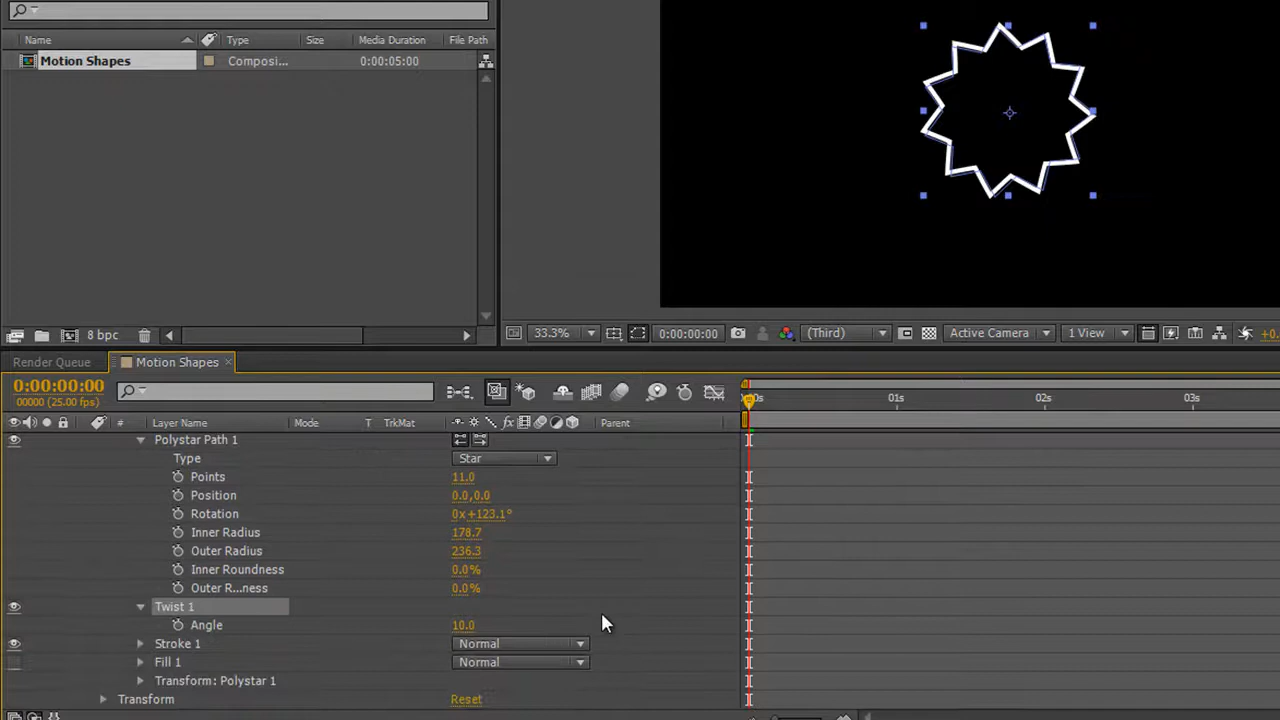 Name Type Size Media Duration File Path
Motion Shapes Composi... 0:00:05:00
8 bpc
33.3% 0:00:00:00 (Third) Active Camera 1 View +0.
Render Queue Motion Shapes ×
0:00:00:00
00000 (25.00 fps)
0s 01s 02s 03s
# Layer Name Mode T TrkMat fx Parent
Polystar Path 1
Type Star
Points 11.0
Position 0.0,0.0
Rotation 0x+123.1°
Inner Radius 178.7
Outer Radius 236.3
Inner Roundness 0.0%
Outer R...ness 0.0%
Twist 1
Angle 10.0
Stroke 1 Normal
Fill 1 Normal
Transform: Polystar 1
Transform Reset